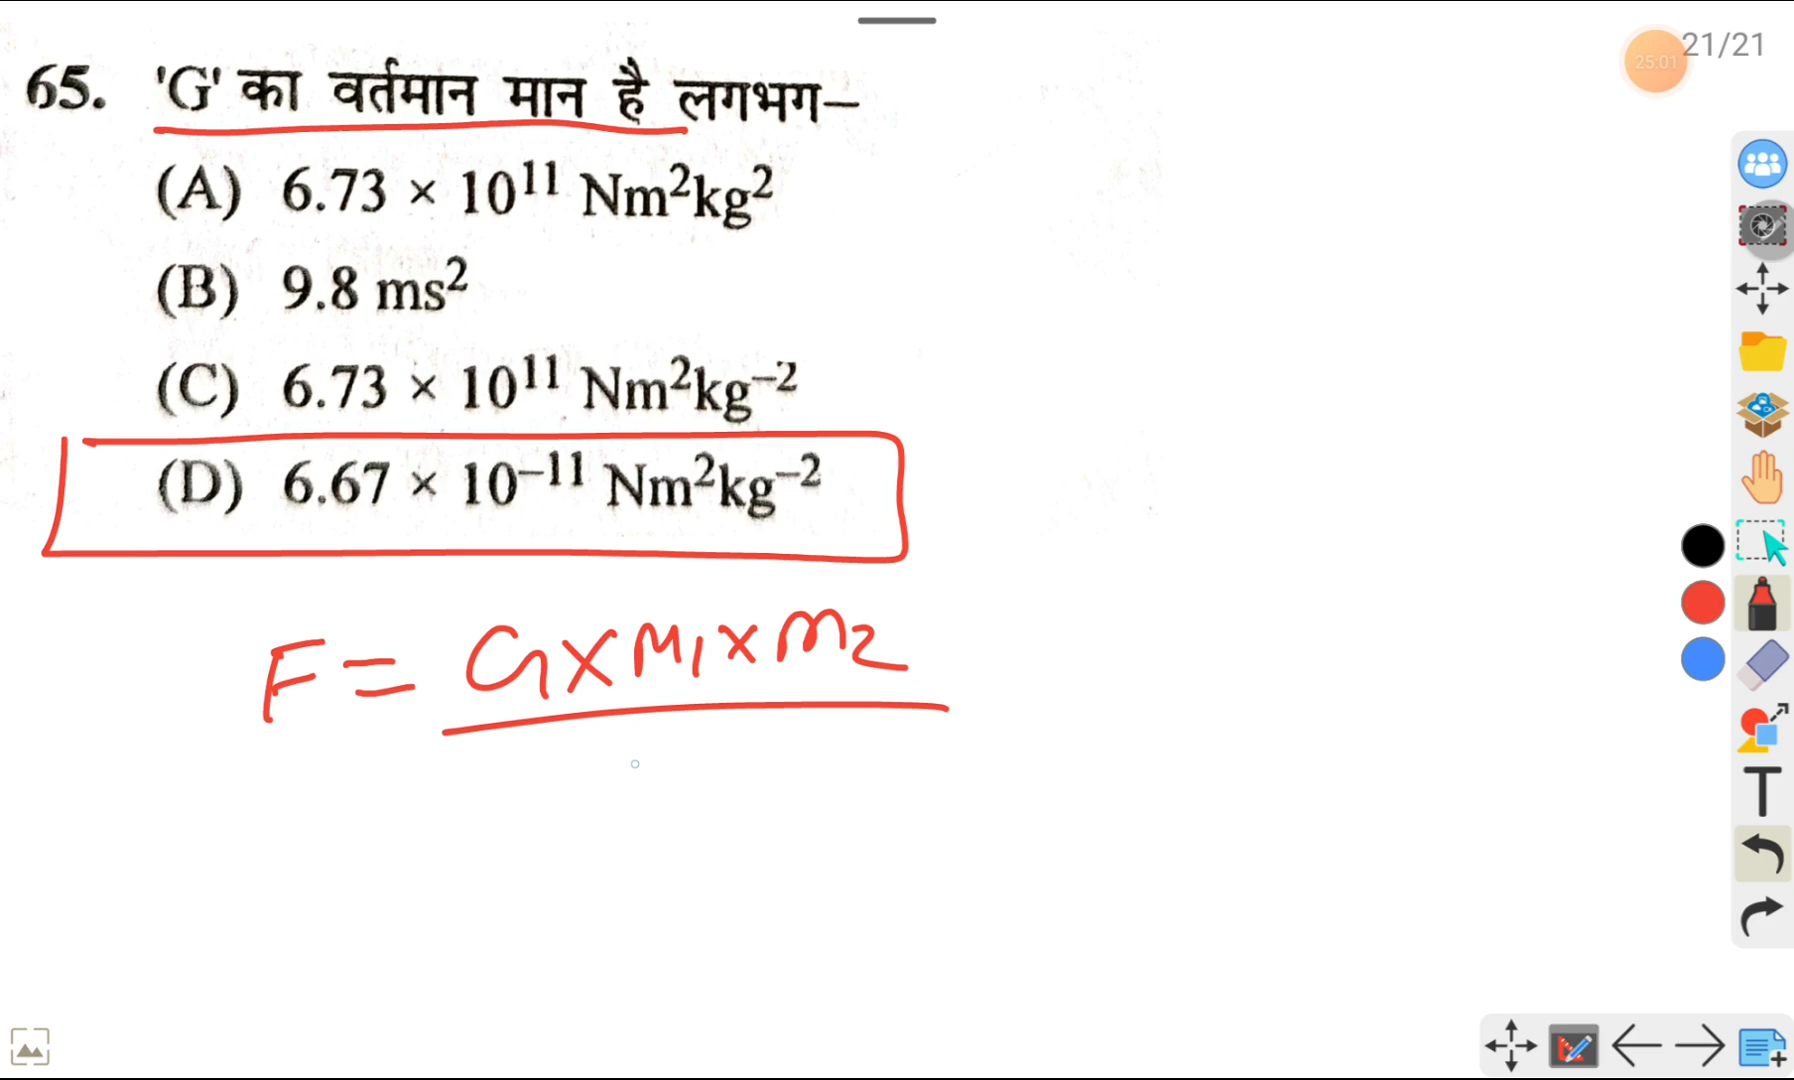 21/21
25:01
65. 'G' का वर्तमान मान है लगभग–
(A) 6.73 × 10¹¹ Nm²kg²
(B) 9.8 ms²
(C) 6.73 × 10¹¹ Nm²kg⁻²
(D) 6.67 × 10⁻¹¹ Nm²kg⁻²
F = G × M₁ × m₂
T